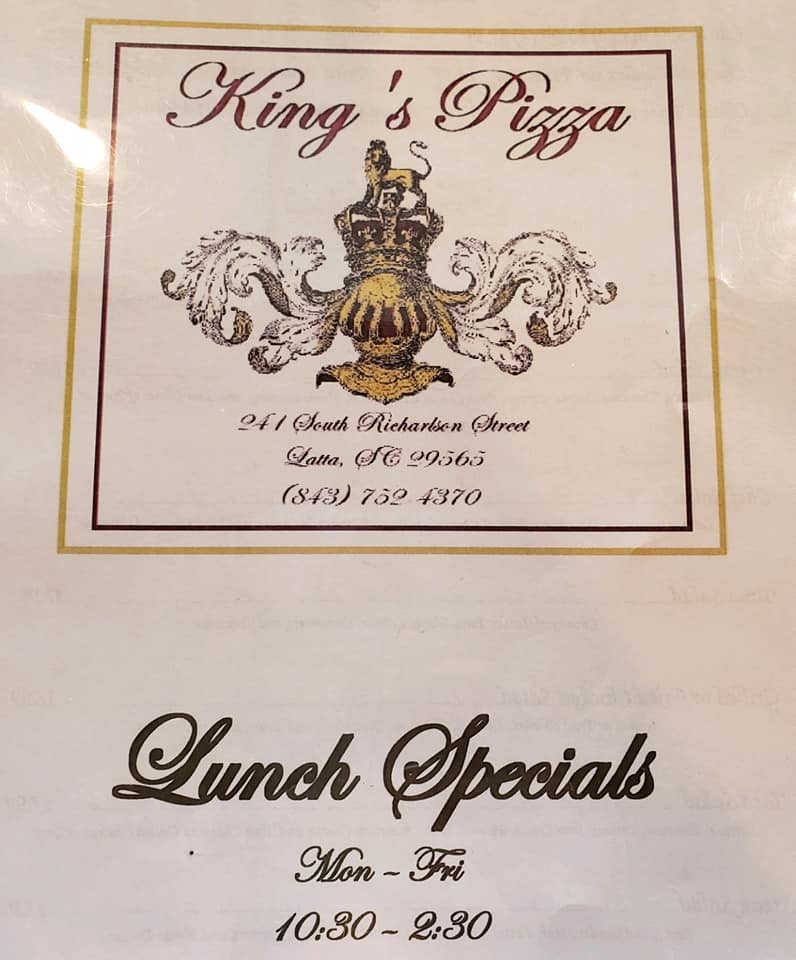 King 's Pizza
241 South Richarlson Street
Latta, SC 29565
(843) 752 4370
Lunch Specials
Mon ~ Fri
10:30 ~ 2:30